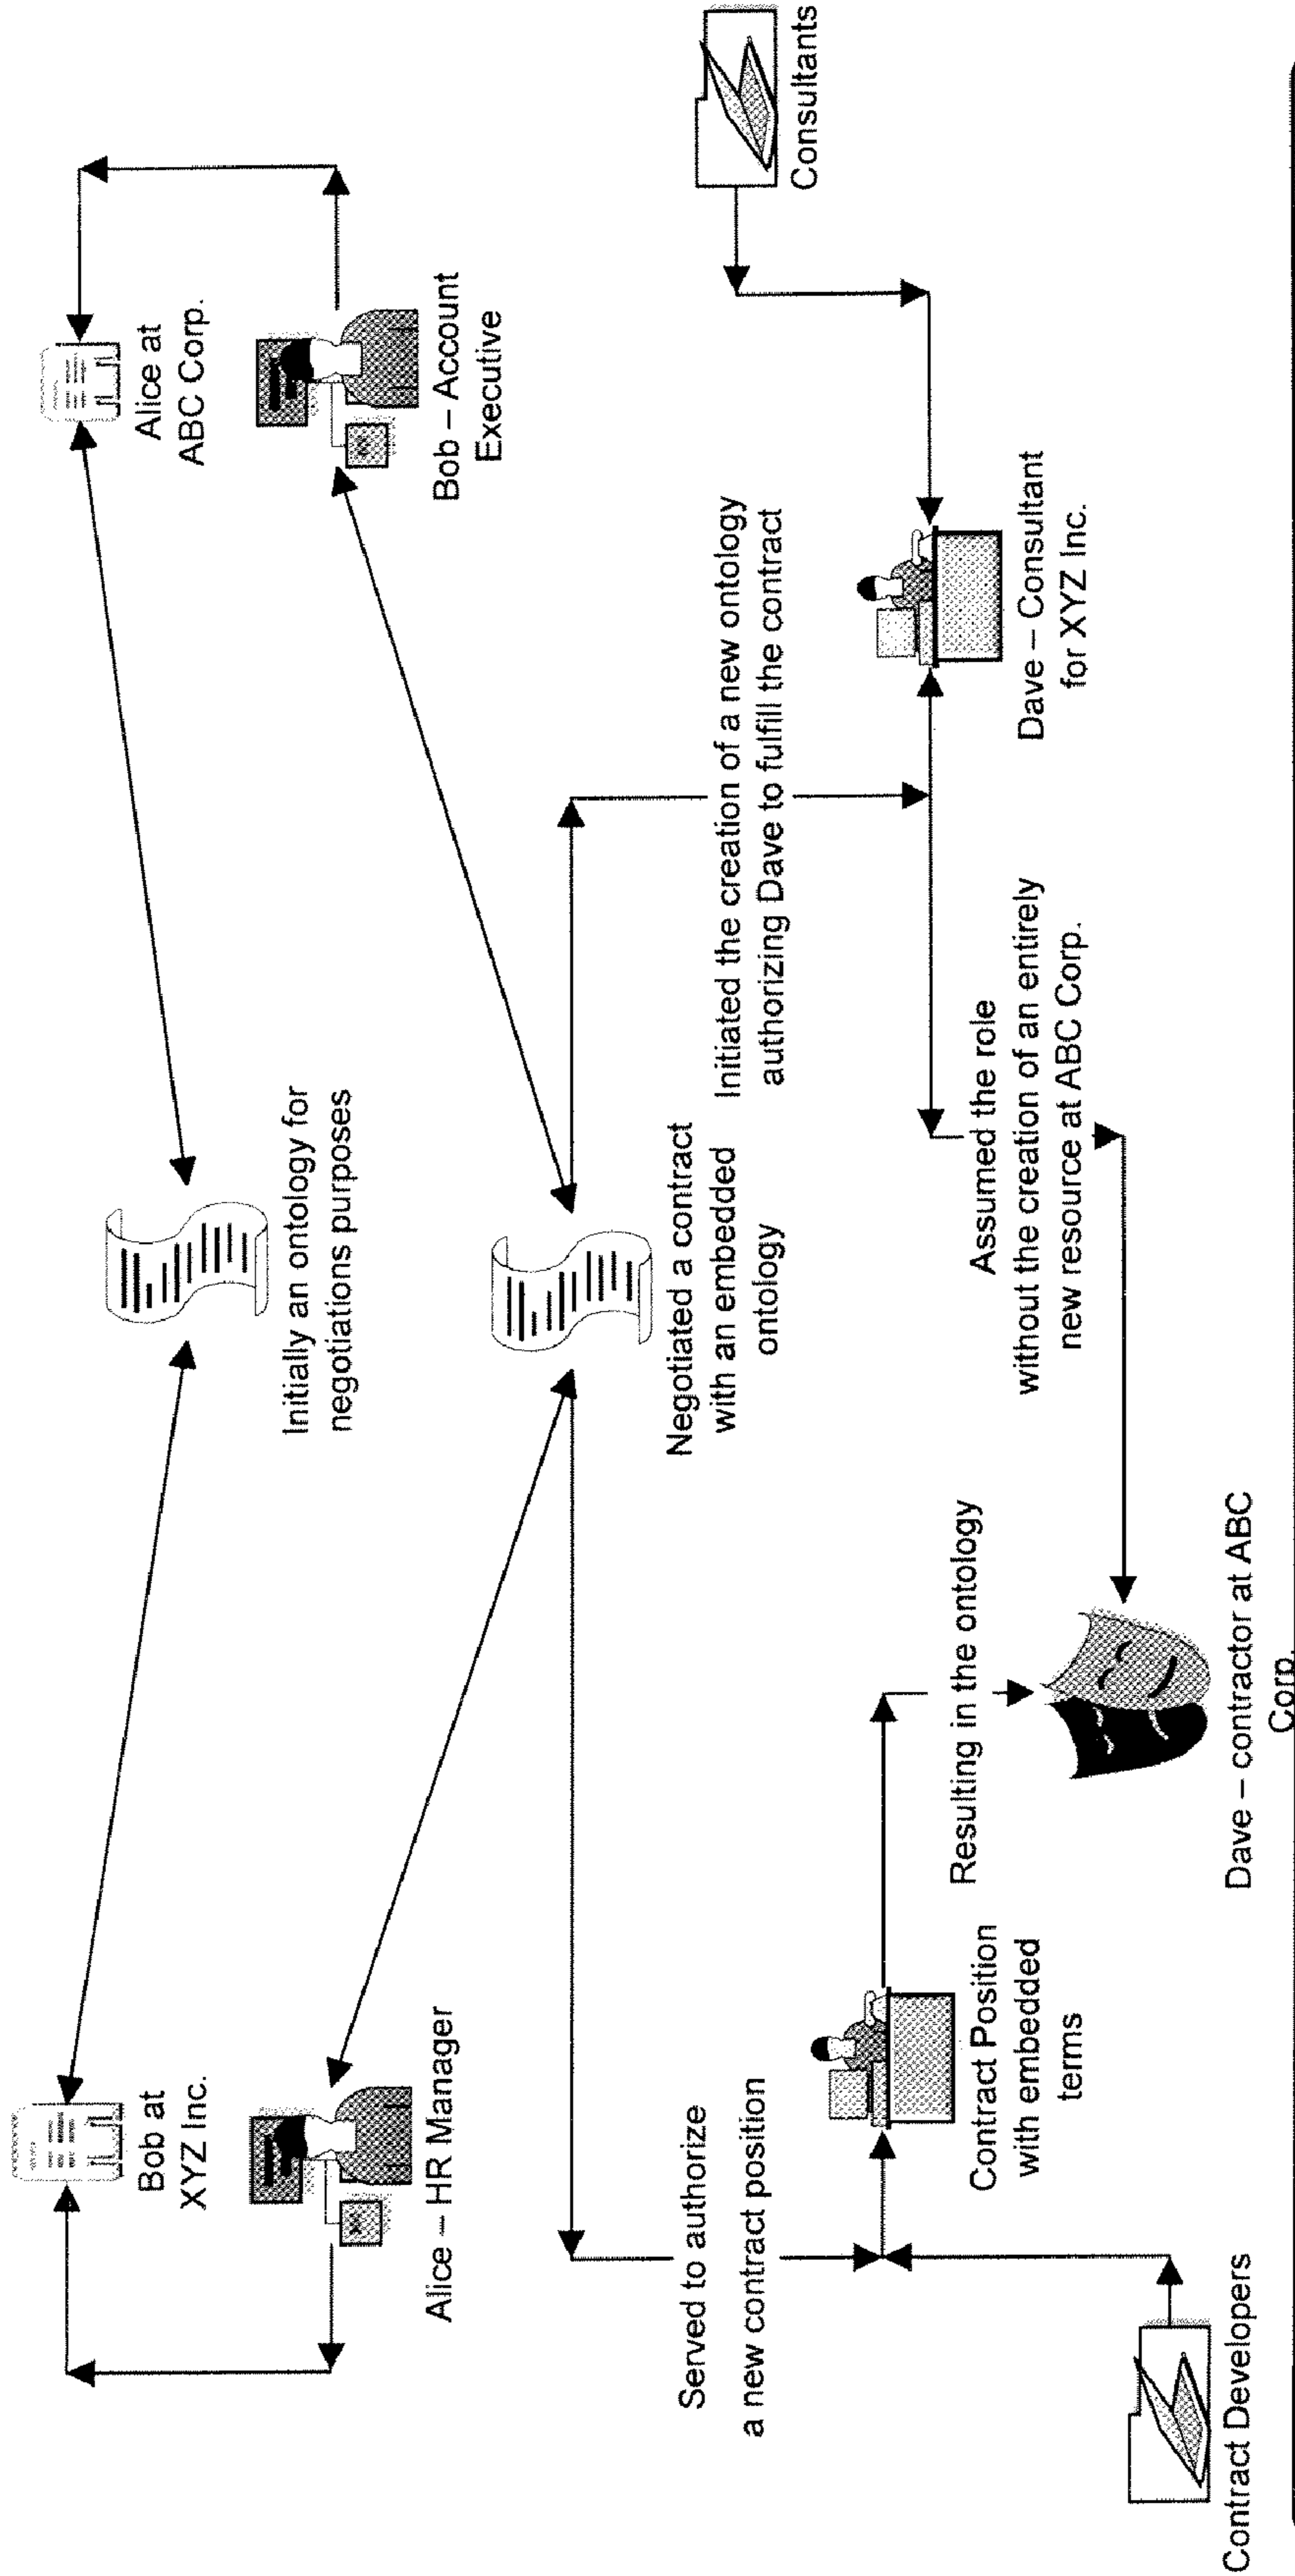 Bob at
XYZ Inc.
Alice – HR Manager
Initially an ontology for
negotiations purposes
Alice at
ABC Corp.
Bob – Account
Executive
Negotiated a contract
with an embedded
ontology
Served to authorize
a new contract position
Initiated the creation of a new ontology
authorizing Dave to fulfill the contract
Consultants
Contract Position
with embedded
terms
Resulting in the ontology
Assumed the role
without the creation of an entirely
new resource at ABC Corp.
Dave – Consultant
for XYZ Inc.
Contract Developers
Dave – contractor at ABC
Corp.